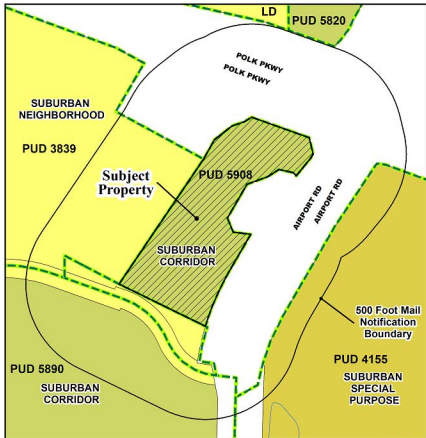 LD
PUD 5820
POLK PKWY
POLK PKWY
SUBURBAN
NEIGHBORHOOD
PUD 3839
Subject
Property
PUD 5908
AIRPORT RD
AIRPORT RD
SUBURBAN
CORRIDOR
500 Foot Mail
Notification
Boundary
PUD 5890
SUBURBAN
CORRIDOR
PUD 4155
SUBURBAN
SPECIAL
PURPOSE